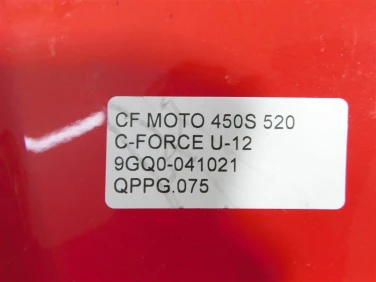 CF MOTO 450S 520
C-FORCE U-12
9GQ0-041021
QPPG.075